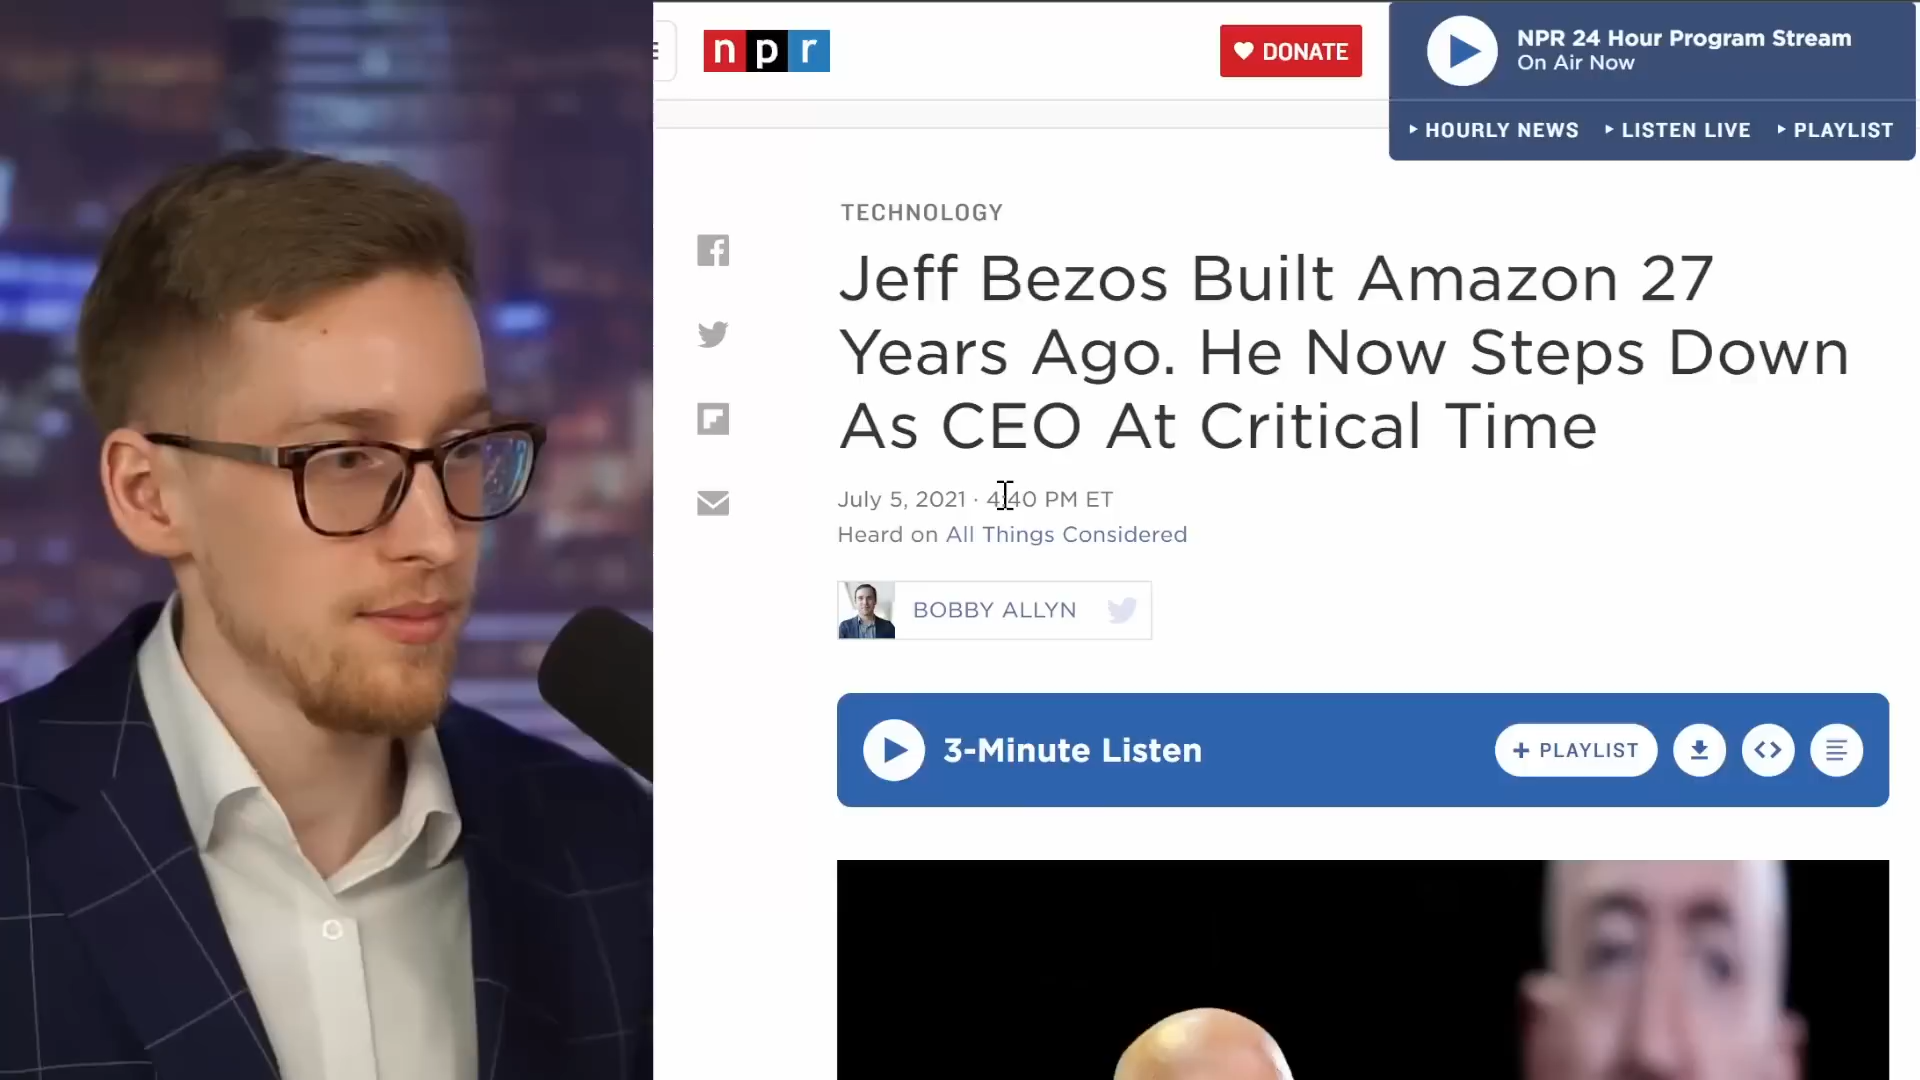 npr
DONATE
NPR 24 Hour Program Stream
On Air Now
HOURLY NEWS
LISTEN LIVE
PLAYLIST
TECHNOLOGY
Jeff Bezos Built Amazon 27
Years Ago. He Now Steps Down
As CEO At Critical Time
July 5, 2021 · 4:40 PM ET
Heard on All Things Considered
BOBBY ALLYN
3-Minute Listen
+ PLAYLIST